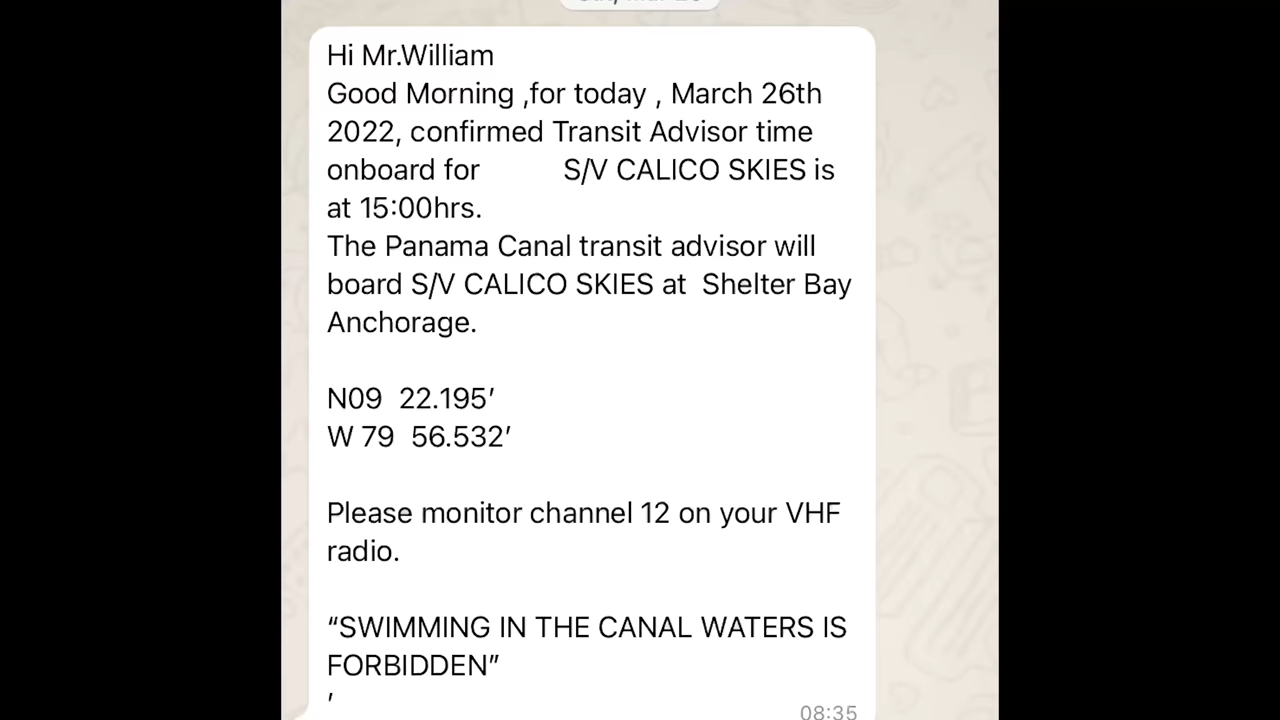 Hi Mr.William
Good Morning ,for today , March 26th
2022, confirmed Transit Advisor time
onboard for S/V CALICO SKIES is
at 15:00hrs.
The Panama Canal transit advisor will
board S/V CALICO SKIES at Shelter Bay
Anchorage.
N09 22.195′
W 79 56.532′
Please monitor channel 12 on your VHF
radio.
“SWIMMING IN THE CANAL WATERS IS
FORBIDDEN”
′
08:35